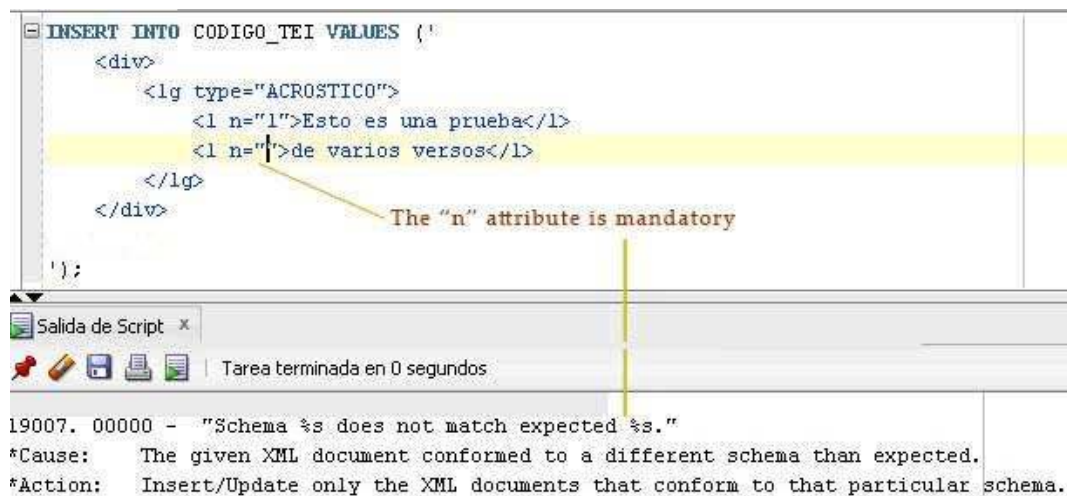 INSERT INTO CODIGO_TEI VALUES ('
<div>
<lg type="ACROSTICO">
<l n="1">Esto es una prueba</l>
<l n="">de varios versos</l>
</lg>
</div>
The "n" attribute is mandatory
');
Salida de Script x
Tarea terminada en 0 segundos
19007. 00000 - "Schema %s does not match expected %s."
*Cause: The given XML document conformed to a different schema than expected.
*Action: Insert/Update only the XML documents that conform to that particular schema.